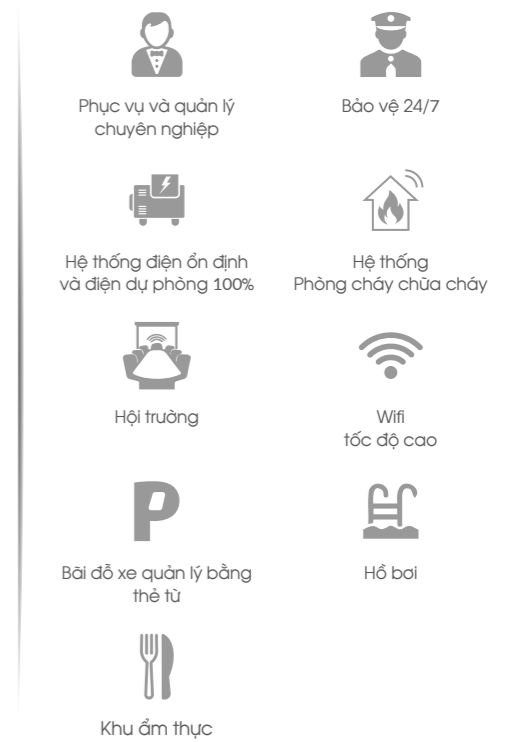 Phục vụ và quản lý
chuyên nghiệp
Bảo vệ 24/7
Hệ thống điện ổn định
và điện dự phòng 100%
Hệ thống
Phòng cháy chữa cháy
Hội trường
Wifi
tốc độ cao
P
Bãi đỗ xe quản lý bằng
thẻ từ
Hồ bơi
Khu ẩm thực